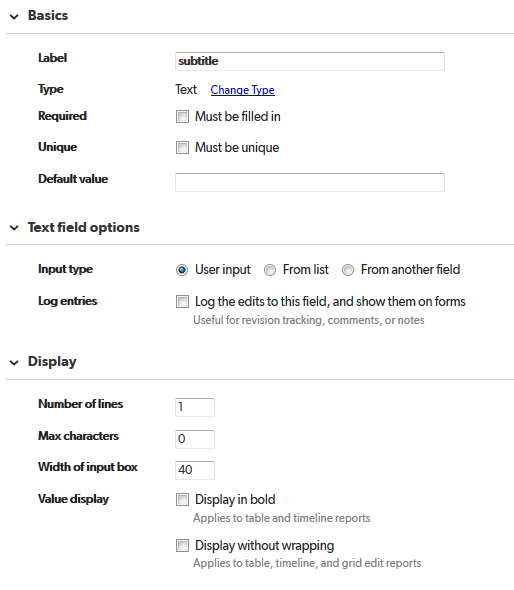 Basics
Label subtitle
Type Text Change Type
Required Must be filled in
Unique Must be unique
Default value
Text field options
Input type User input From list From another field
Log entries Log the edits to this field, and show them on forms
Useful for revision tracking, comments, or notes
Display
Number of lines 1
Max characters 0
Width of input box 40
Value display Display in bold
Applies to table and timeline reports
Display without wrapping
Applies to table, timeline, and grid edit reports